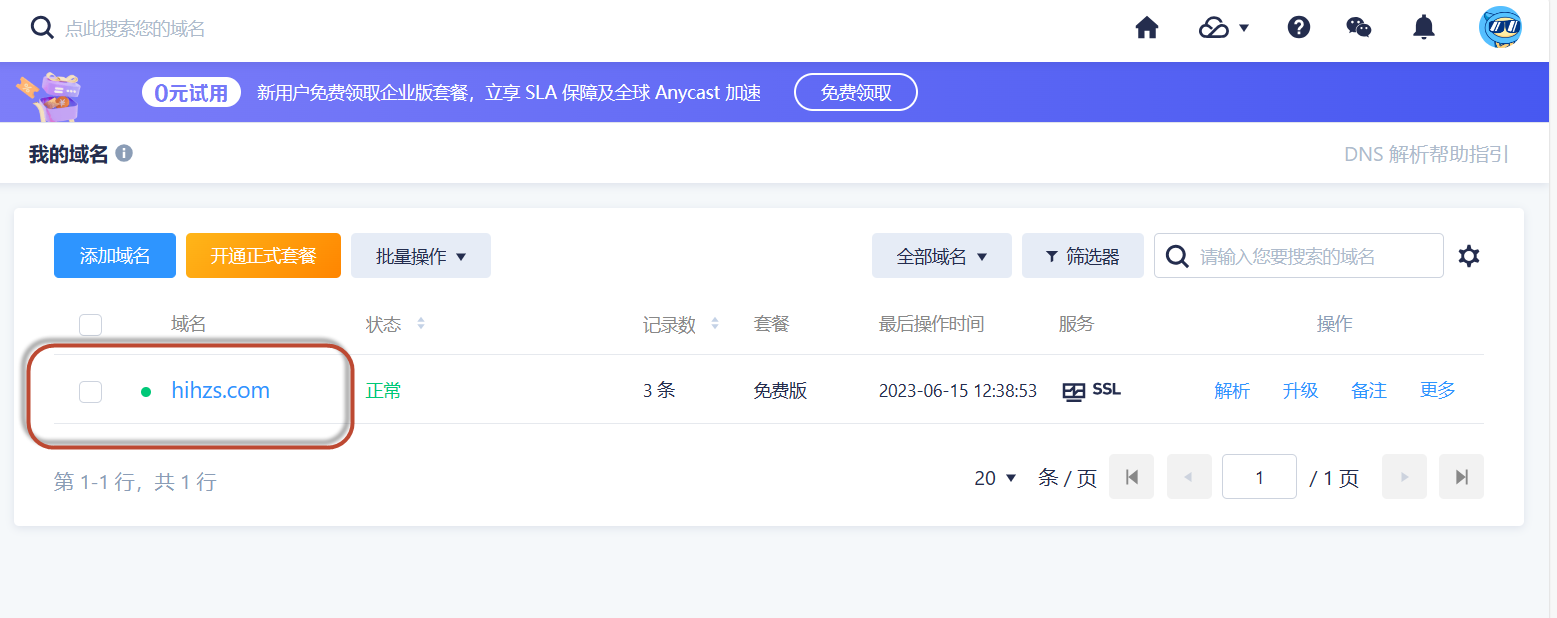 点此搜索您的域名
0元试用 新用户免费领取企业版套餐，立享 SLA 保障及全球 Anycast 加速 免费领取
我的域名 DNS 解析帮助指引
添加域名 开通正式套餐 批量操作 全部域名 筛选器 请输入您要搜索的域名
域名 状态 记录数 套餐 最后操作时间 服务 操作
hihzs.com 正常 3 条 免费版 2023-06-15 12:38:53 SSL 解析 升级 备注 更多
第 1-1 行，共 1 行 20 条 / 页 1 / 1 页